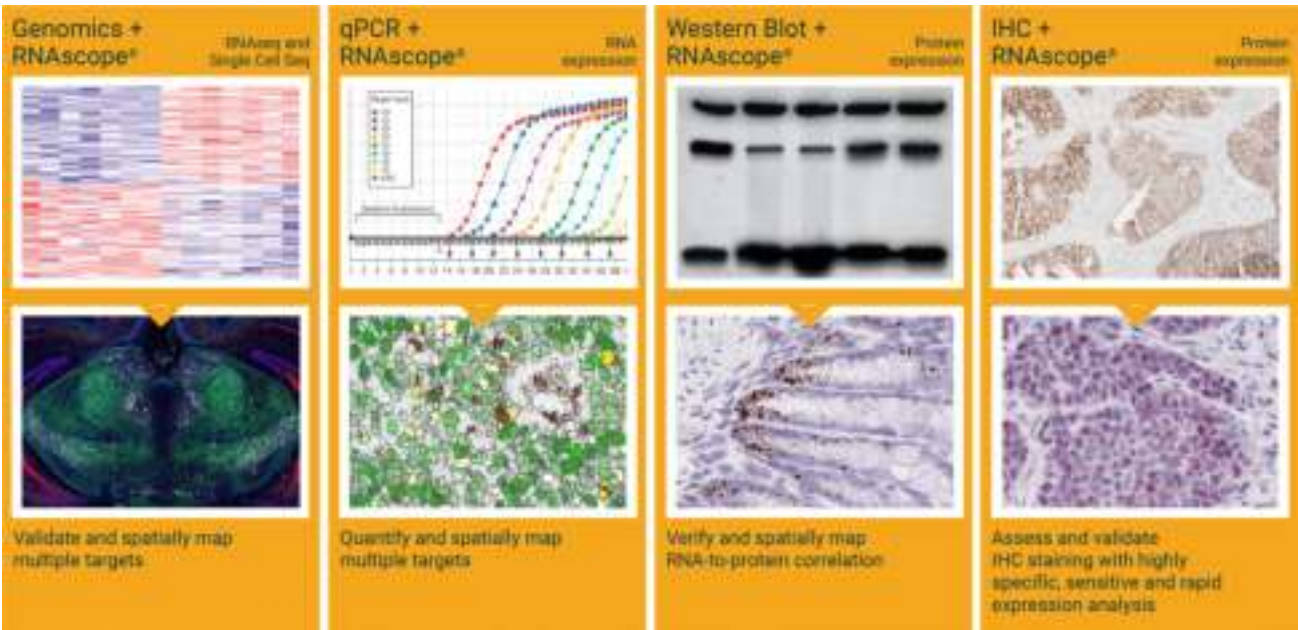 Genomics +
RNAscope®
RNAseq and
Single Cell Seq
Validate and spatially map
multiple targets
qPCR +
RNAscope®
RNA
expression
Quantify and spatially map
multiple targets
Western Blot +
RNAscope®
Protein
expression
Verify and spatially map
RNA-to-protein correlation
IHC +
RNAscope®
Protein
expression
Assess and validate
IHC staining with highly
specific, sensitive and rapid
expression analysis